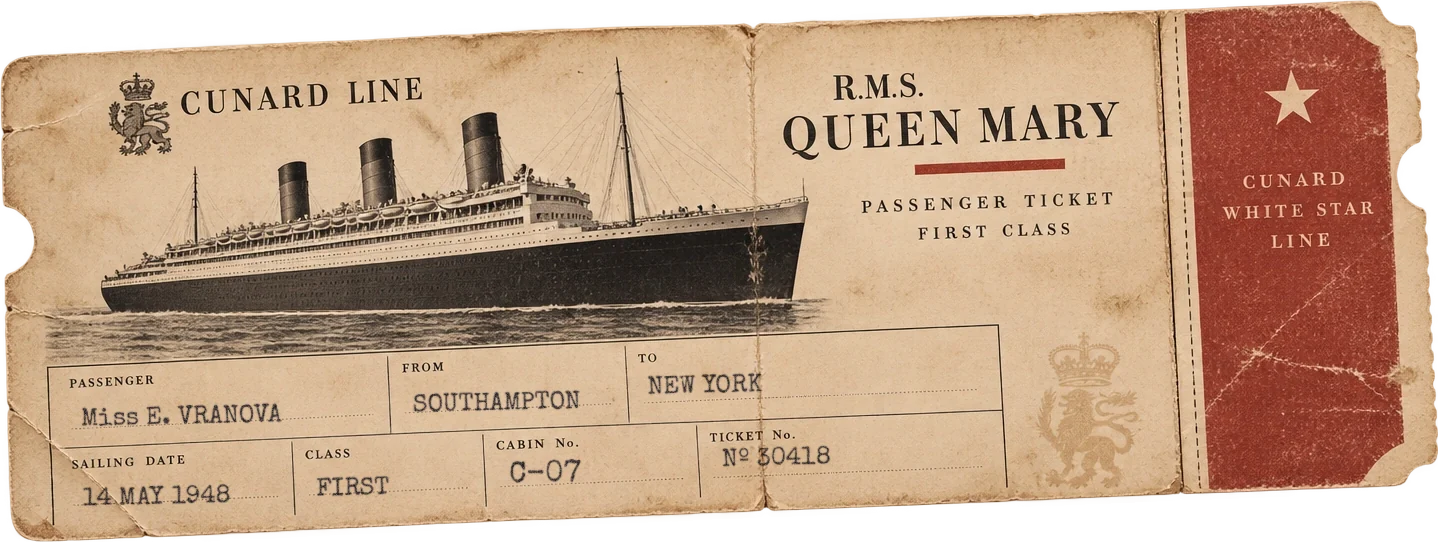 CUNARD LINE
R.M.S.
QUEEN MARY
PASSENGER TICKET
FIRST CLASS
CUNARD
WHITE STAR
LINE
PASSENGER
Miss E. VRANOVA
FROM
SOUTHAMPTON
TO
NEW YORK
SAILING DATE
14 MAY 1948
CLASS
FIRST
CABIN No.
C-07
TICKET No.
Nº 30418